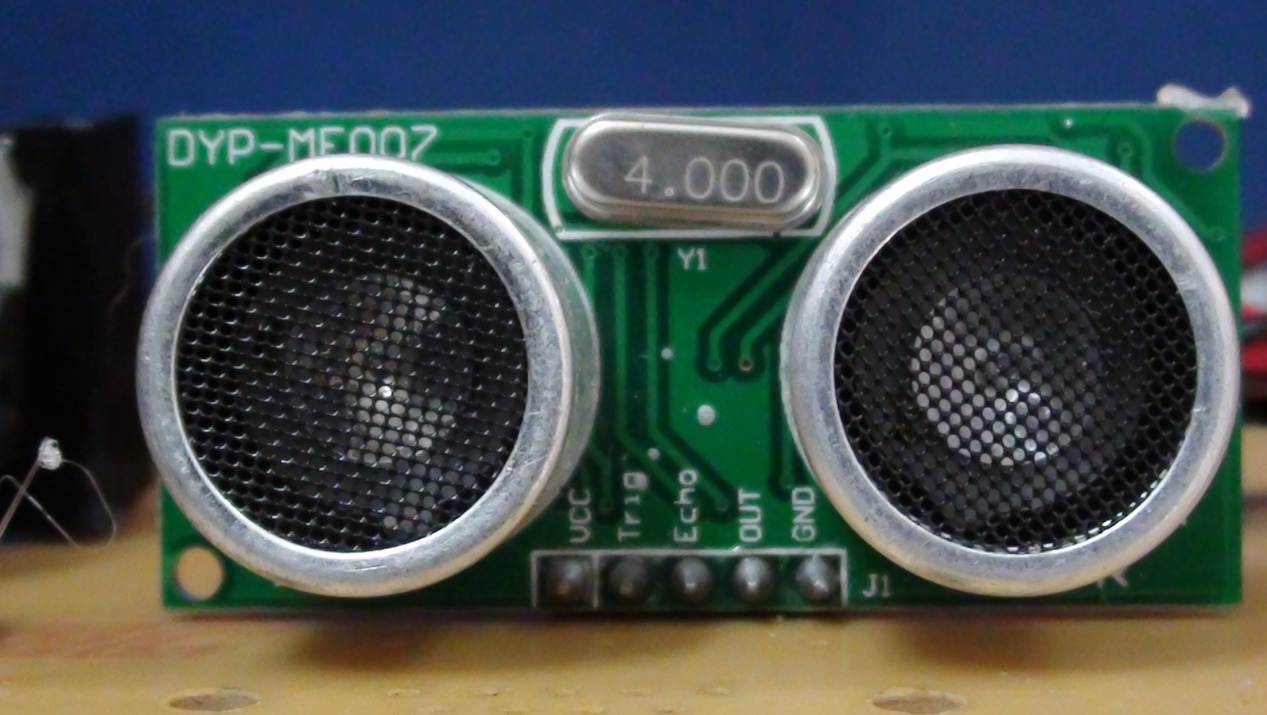 DYP-ME007
4.000
Y1
VCC
Trig
Echo
OUT
GND
J1